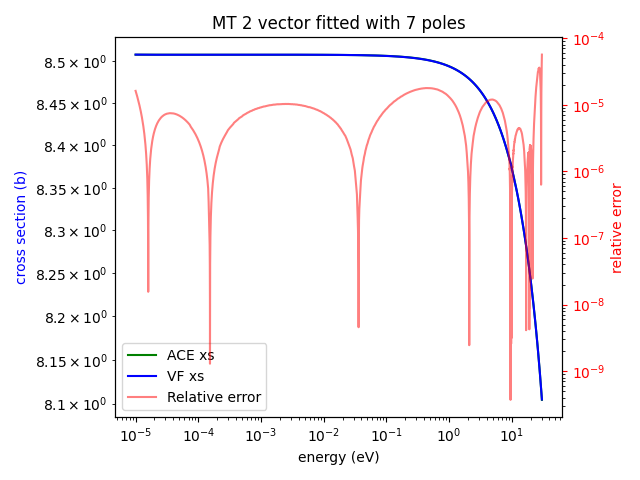 MT 2 vector fitted with 7 poles
8.5 × 10⁰
8.45 × 10⁰
8.4 × 10⁰
8.35 × 10⁰
8.3 × 10⁰
8.25 × 10⁰
8.2 × 10⁰
8.15 × 10⁰
8.1 × 10⁰
cross section (b)
ACE xs
VF xs
Relative error
10⁻⁵
10⁻⁴
10⁻³
10⁻²
10⁻¹
10⁰
10¹
energy (eV)
10⁻⁴
10⁻⁵
10⁻⁶
10⁻⁷
10⁻⁸
10⁻⁹
relative error